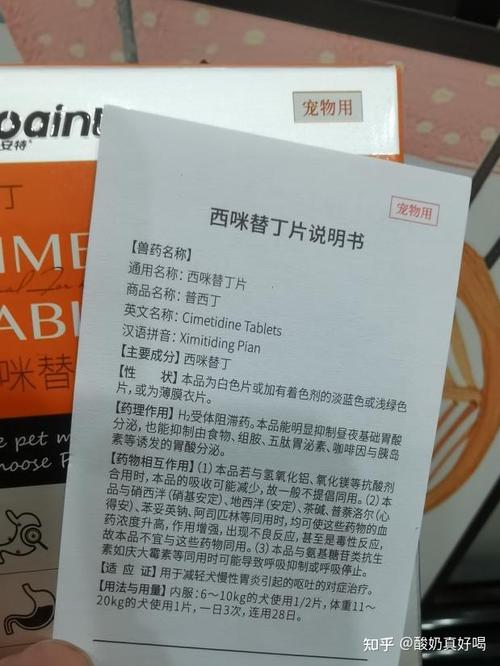 paint
安特
宠物用
丁
IME
ABI
咪替
e pet m
hoose P
宠物用
西咪替丁片说明书
【兽药名称】
通用名称：西咪替丁片
商品名称：普西丁
英文名称：Cimetidine Tablets
汉语拼音：Ximitiding Pian
【主要成分】西咪替丁
【性 状】本品为白色片或加有着色剂的淡蓝色或浅绿色
片，或为薄膜衣片。
【药理作用】H₂受体阻滞药。本品能明显抑制昼夜基础胃酸
分泌，也能抑制由食物、组胺、五肽胃泌素、咖啡因与胰岛
素等诱发的胃酸分泌。
【药物相互作用】(1) 本品若与氢氧化铝、氧化镁等抗酸剂
合用时，本品的吸收可能减少，故一般不提倡同用。(2) 本
品与硝西泮(硝基安定)、地西泮(安定)、茶碱、普萘洛尔(心
得安)、苯妥英钠、阿司匹林等同用时，均可使这些药物的血
药浓度升高，作用增强，出现不良反应，甚至是毒性反应，
故本品不宜与这些药物同用。(3) 本品与氨基糖苷类抗生
素如庆大霉素等同用时可能导致呼吸抑制或呼吸停止。
【适 应 证】用于减轻犬慢性胃炎引起的呕吐的对症治疗。
【用法与用量】内服：6～10kg的犬使用1/2片，体重11～
20kg的犬使用1片，一日3次，连用28日。
知乎 @酸奶真好喝